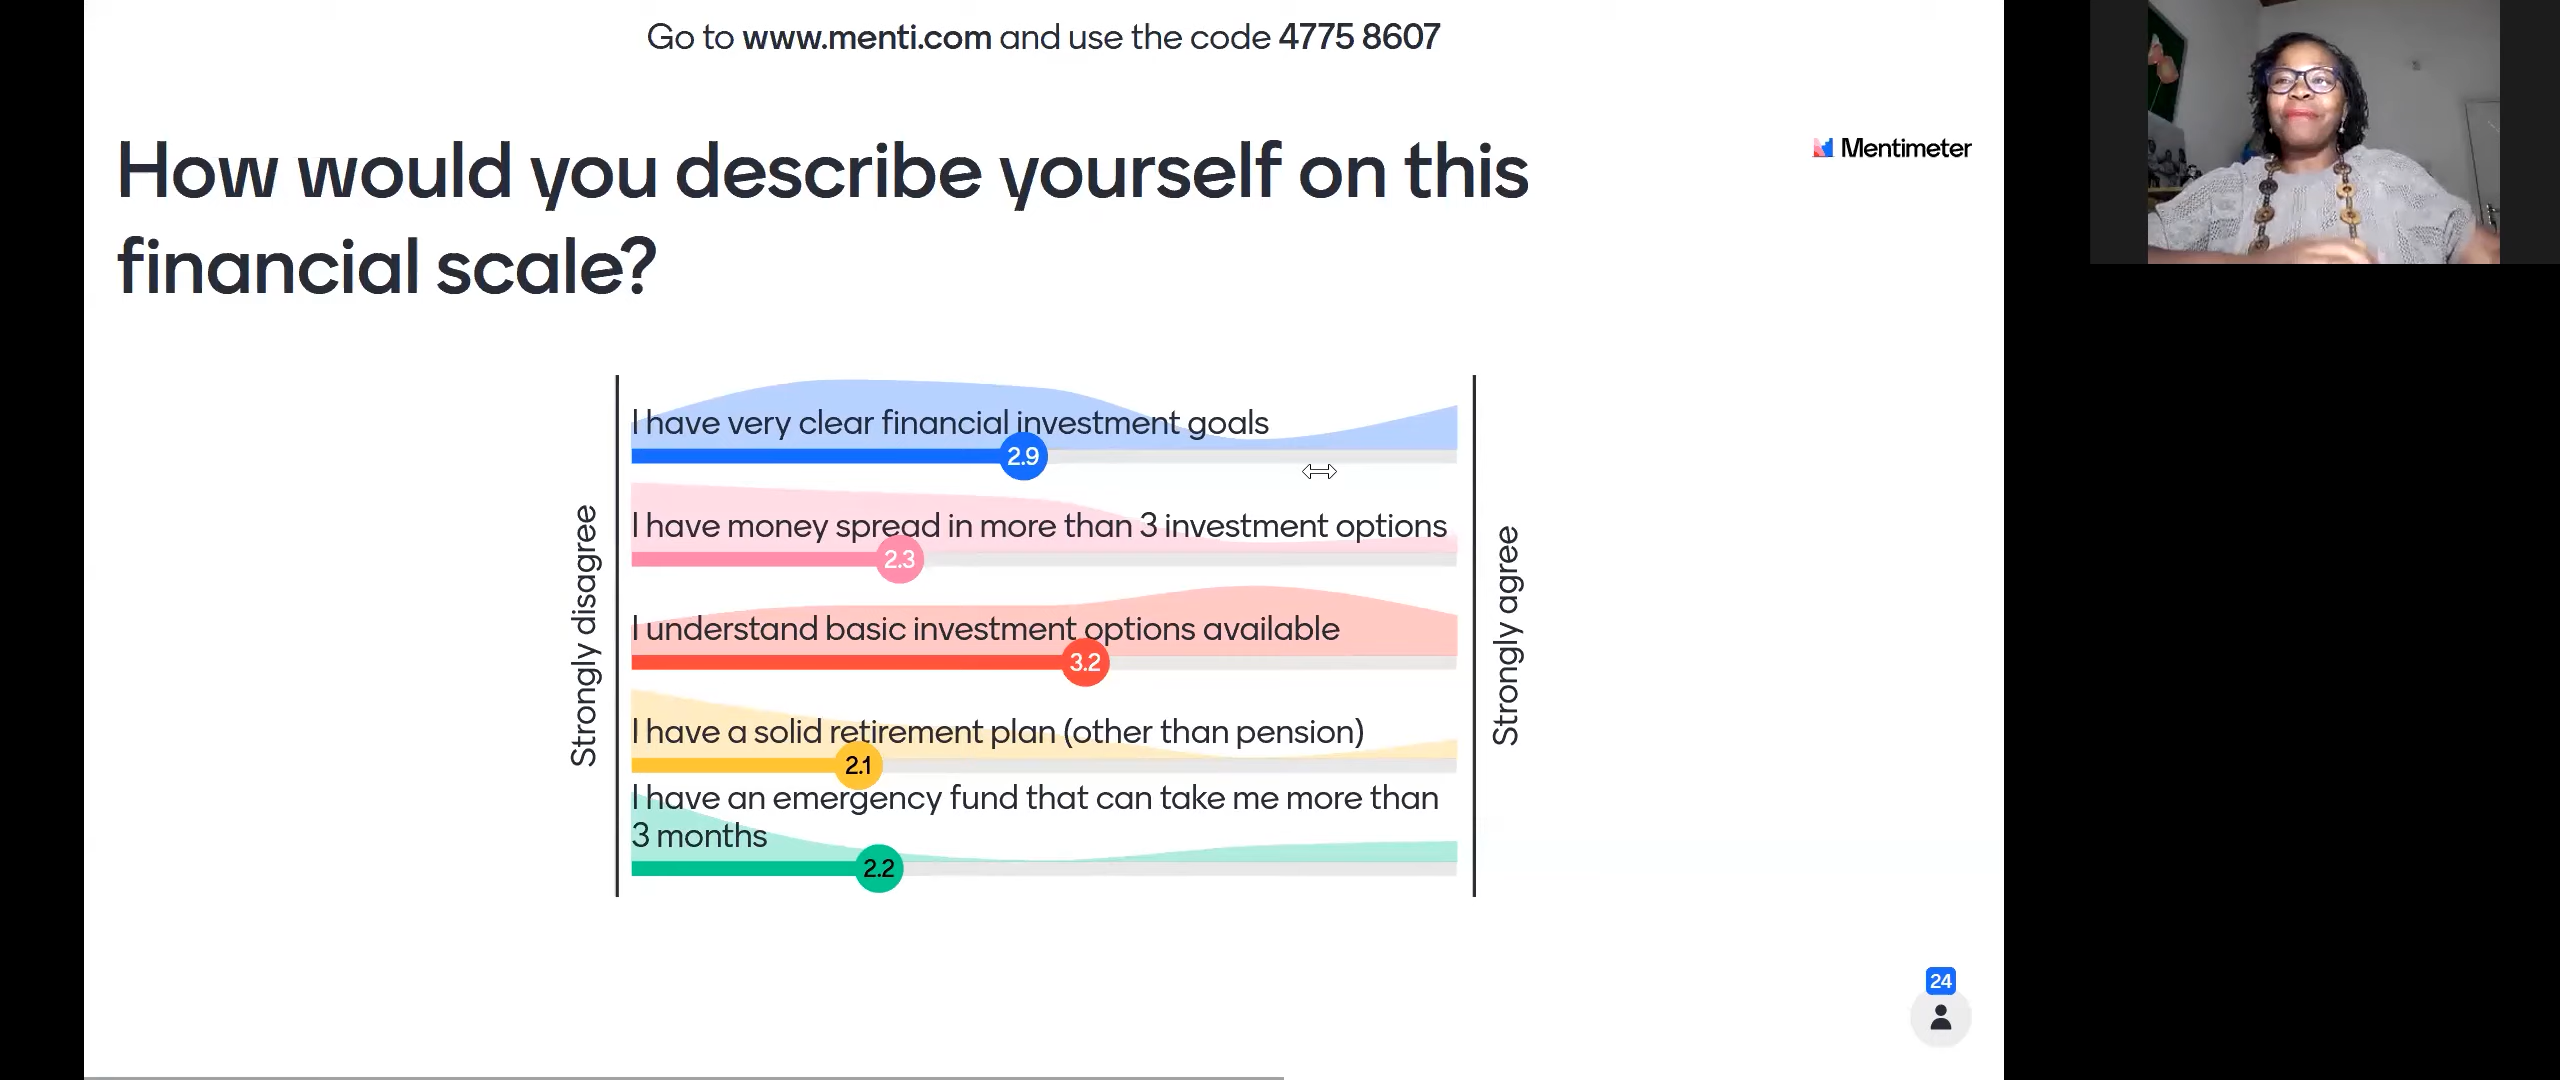 Go to www.menti.com and use the code 4775 8607
How would you describe yourself on this
financial scale?
Mentimeter
Strongly disagree
I have very clear financial investment goals
2.9
I have money spread in more than 3 investment options
2.3
I understand basic investment options available
3.2
I have a solid retirement plan (other than pension)
2.1
I have an emergency fund that can take me more than
3 months
2.2
Strongly agree
24